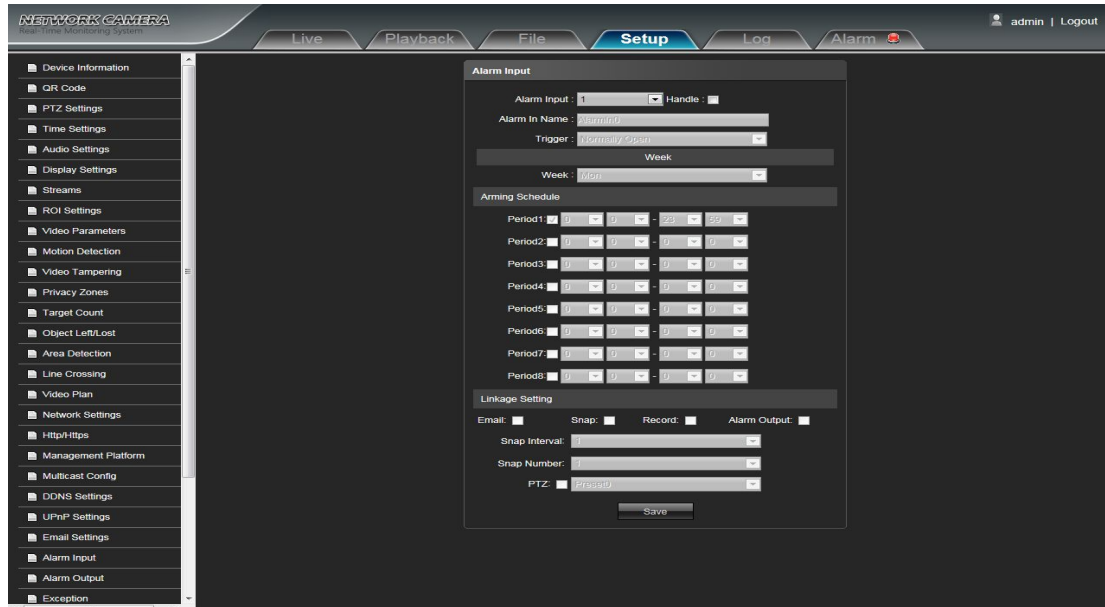 NETWORK CAMERA
Real-Time Monitoring System
Live Playback File Setup Log Alarm
admin | Logout
Device Information
QR Code
PTZ Settings
Time Settings
Audio Settings
Display Settings
Streams
ROI Settings
Video Parameters
Motion Detection
Video Tampering
Privacy Zones
Target Count
Object Left/Lost
Area Detection
Line Crossing
Video Plan
Network Settings
Http/Https
Management Platform
Multicast Config
DDNS Settings
UPnP Settings
Email Settings
Alarm Input
Alarm Output
Exception
Alarm Input
Alarm Input : 1 Handle :
Alarm In Name :
Trigger : Normally Open
Week
Week : Mon
Arming Schedule
Period1: 0 0 - 23 59
Period2: 0 0 - 0 0
Period3: 0 0 - 0 0
Period4: 0 0 - 0 0
Period5: 0 0 - 0 0
Period6: 0 0 - 0 0
Period7: 0 0 - 0 0
Period8: 0 0 - 0 0
Linkage Setting
Email: Snap: Record: Alarm Output:
Snap Interval: 1
Snap Number: 1
PTZ:
Save